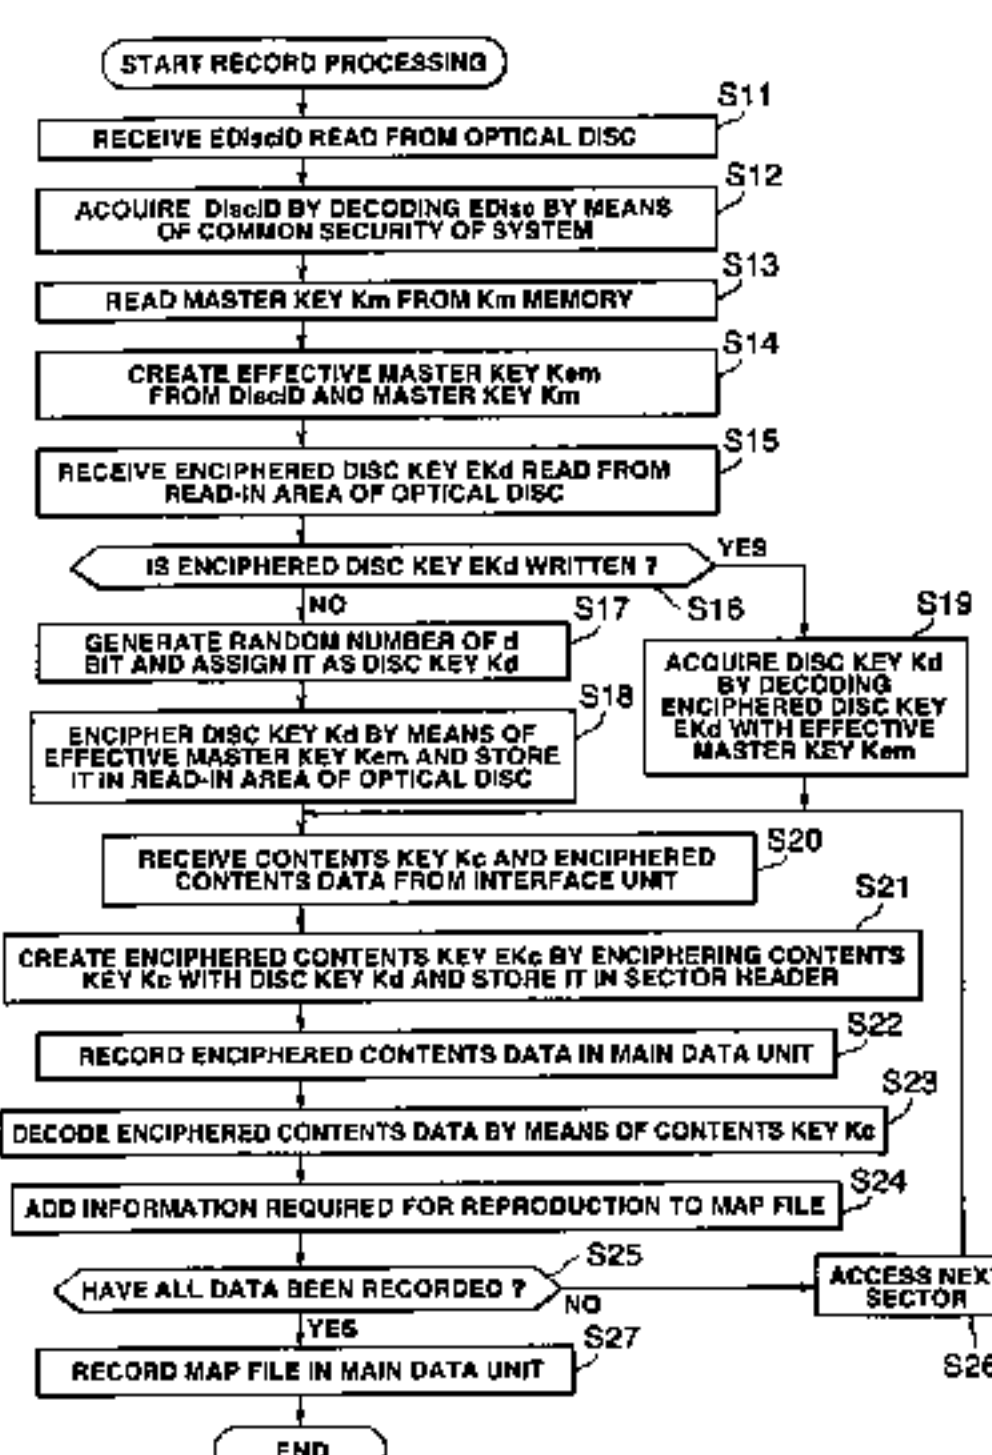 START RECORD PROCESSING
S11
RECEIVE EDiscID READ FROM OPTICAL DISC
S12
ACQUIRE DiscID BY DECODING EDisc BY MEANS
OF COMMON SECURITY OF SYSTEM
S13
READ MASTER KEY Km FROM Km MEMORY
S14
CREATE EFFECTIVE MASTER KEY Kem
FROM DiscID AND MASTER KEY Km
S15
RECEIVE ENCIPHERED DISC KEY EKd READ FROM
READ-IN AREA OF OPTICAL DISC
IS ENCIPHERED DISC KEY EKd WRITTEN ?
YES
S16
NO
S17
GENERATE RANDOM NUMBER OF d
BIT AND ASSIGN IT AS DISC KEY Kd
S18
ENCIPHER DISC KEY Kd BY MEANS OF
EFFECTIVE MASTER KEY Kem AND STORE
IT IN READ-IN AREA OF OPTICAL DISC
S19
ACQUIRE DISC KEY Kd
BY DECODING
ENCIPHERED DISC KEY
EKd WITH EFFECTIVE
MASTER KEY Kem
S20
RECEIVE CONTENTS KEY Kc AND ENCIPHERED
CONTENTS DATA FROM INTERFACE UNIT
S21
CREATE ENCIPHERED CONTENTS KEY EKc BY ENCIPHERING CONTENTS
KEY Kc WITH DISC KEY Kd AND STORE IT IN SECTOR HEADER
S22
RECORD ENCIPHERED CONTENTS DATA IN MAIN DATA UNIT
S23
DECODE ENCIPHERED CONTENTS DATA BY MEANS OF CONTENTS KEY Kc
S24
ADD INFORMATION REQUIRED FOR REPRODUCTION TO MAP FILE
S25
HAVE ALL DATA BEEN RECORDED ?
NO
ACCESS NEXT
SECTOR
S26
YES
S27
RECORD MAP FILE IN MAIN DATA UNIT
END